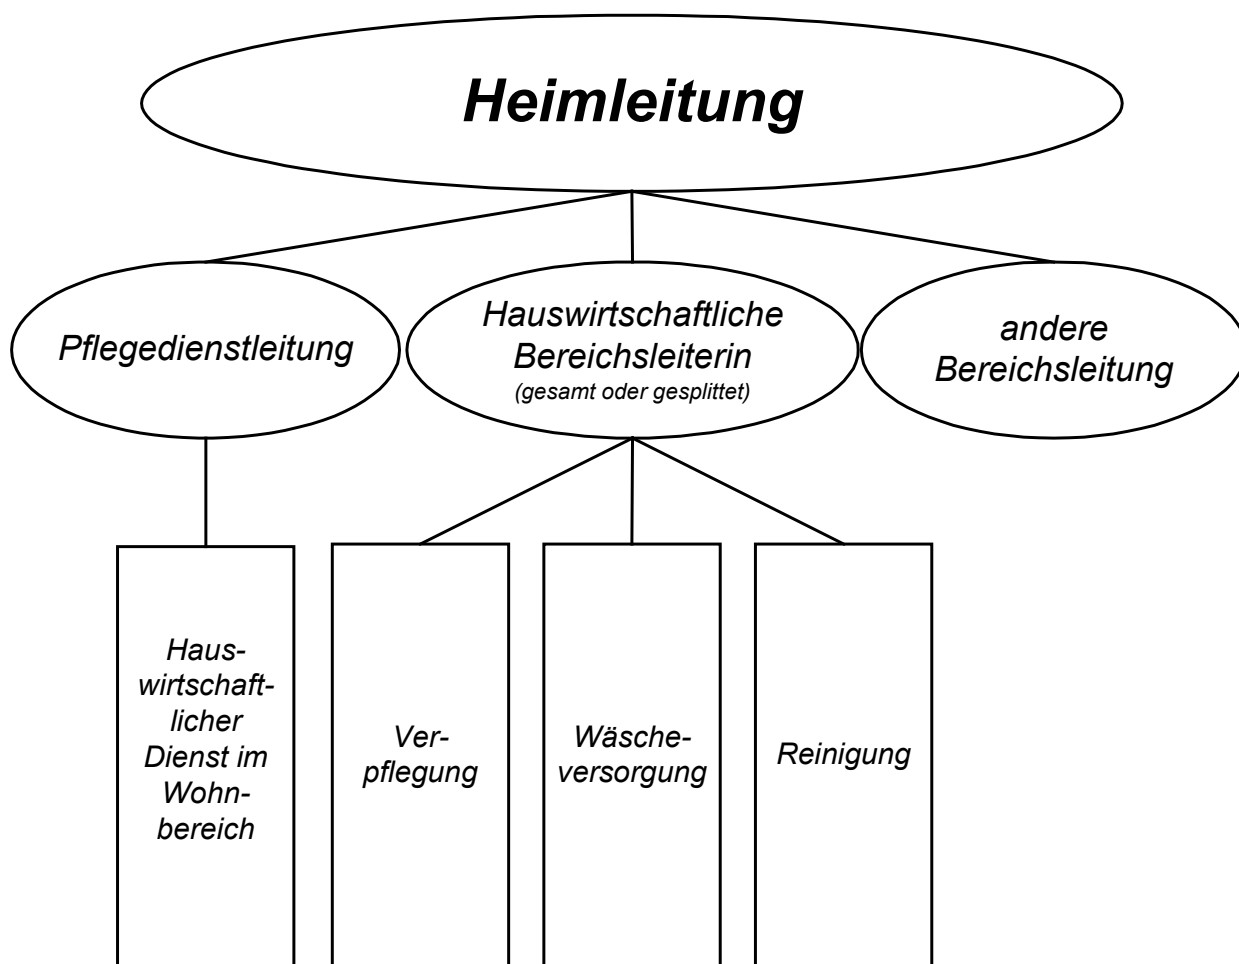 Heimleitung
Pflegedienstleitung
Hauswirtschaftliche
Bereichsleiterin
(gesamt oder gesplittet)
andere
Bereichsleitung
Haus-
wirtschaft-
licher
Dienst im
Wohn-
bereich
Ver-
pflegung
Wäsche-
versorgung
Reinigung